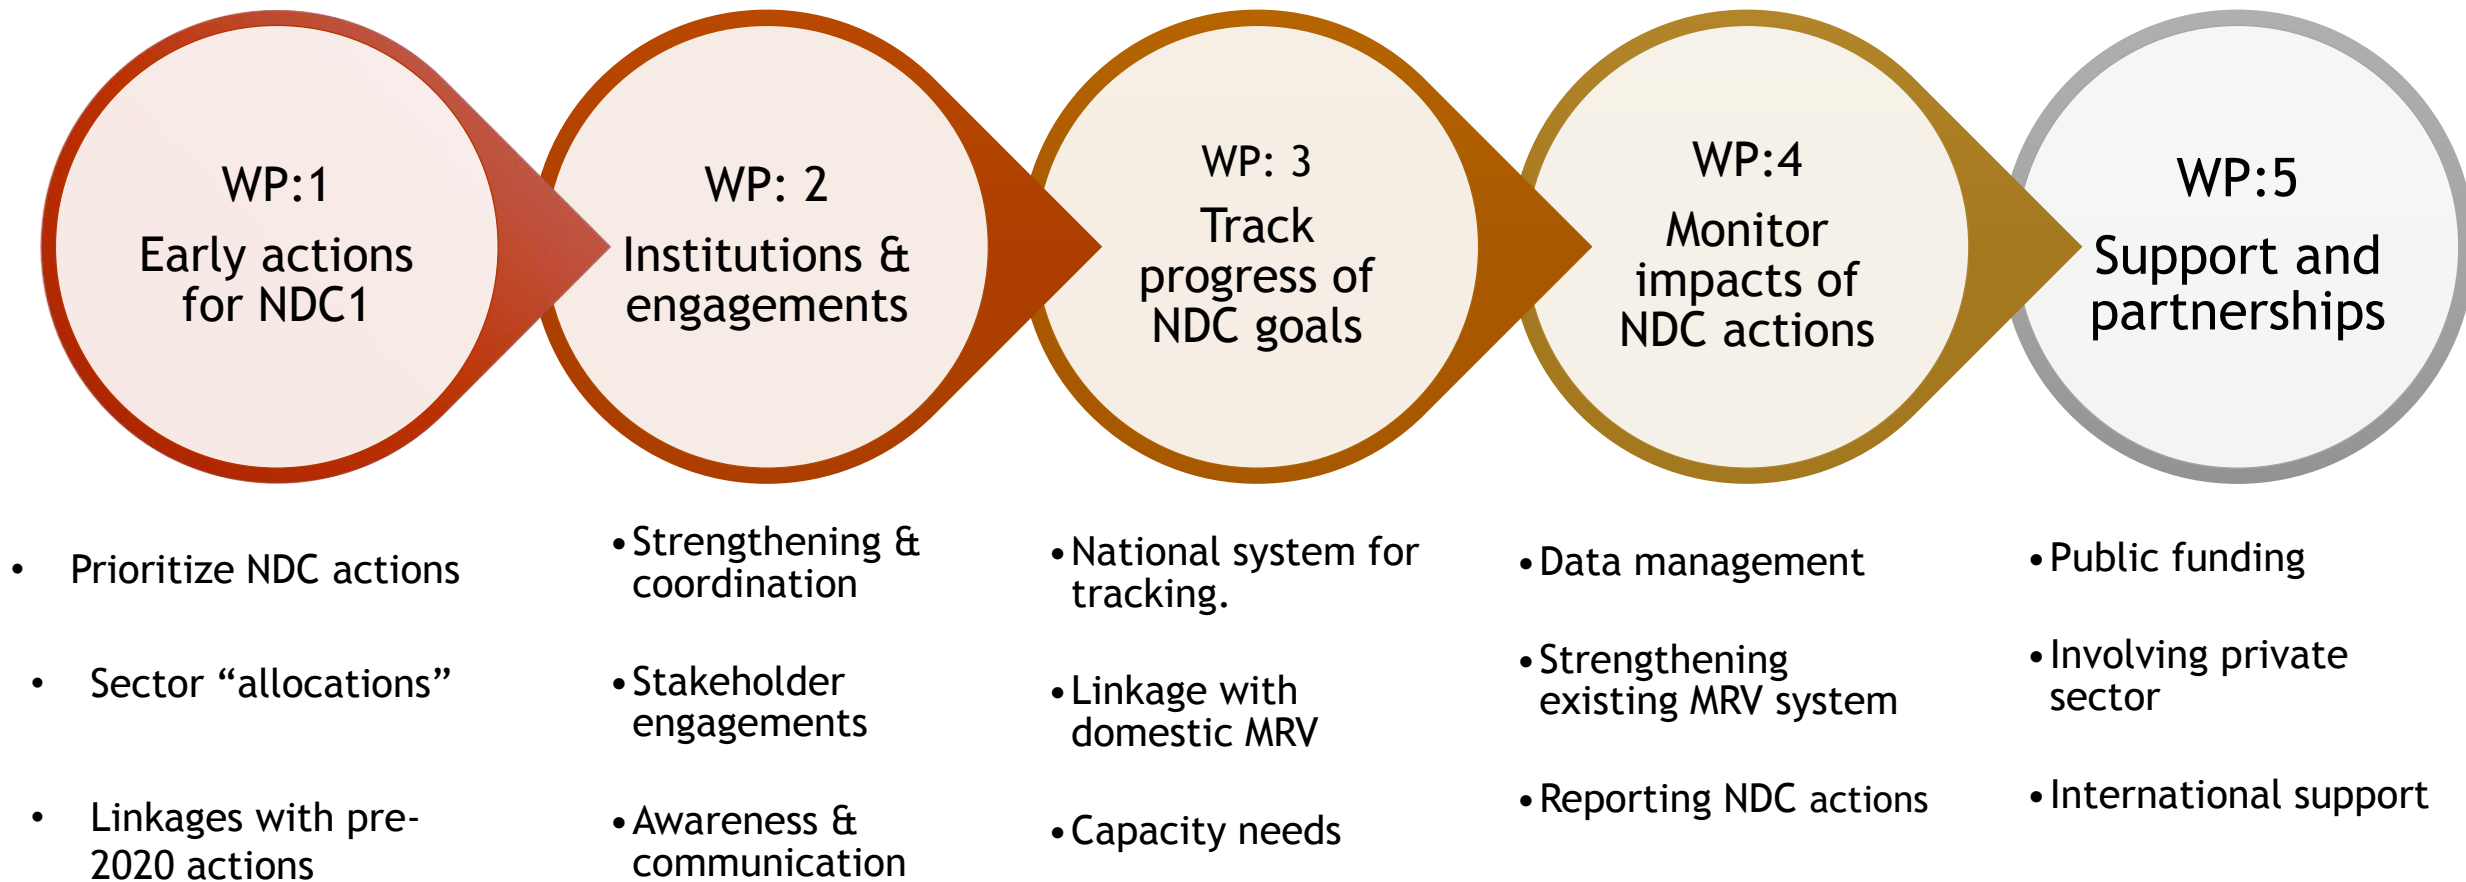 WP:1
Early actions
for NDC1
WP: 2
Institutions &
engagements
WP: 3
Track
progress of
NDC goals
WP:4
Monitor
impacts of
NDC actions
WP:5
Support and
partnerships
• Prioritize NDC actions
• Sector “allocations”
• Linkages with pre-
2020 actions
•Strengthening &
coordination
•Stakeholder
engagements
•Awareness &
communication
•National system for
tracking.
•Linkage with
domestic MRV
•Capacity needs
•Data management
•Strengthening
existing MRV system
•Reporting NDC actions
•Public funding
•Involving private
sector
•International support